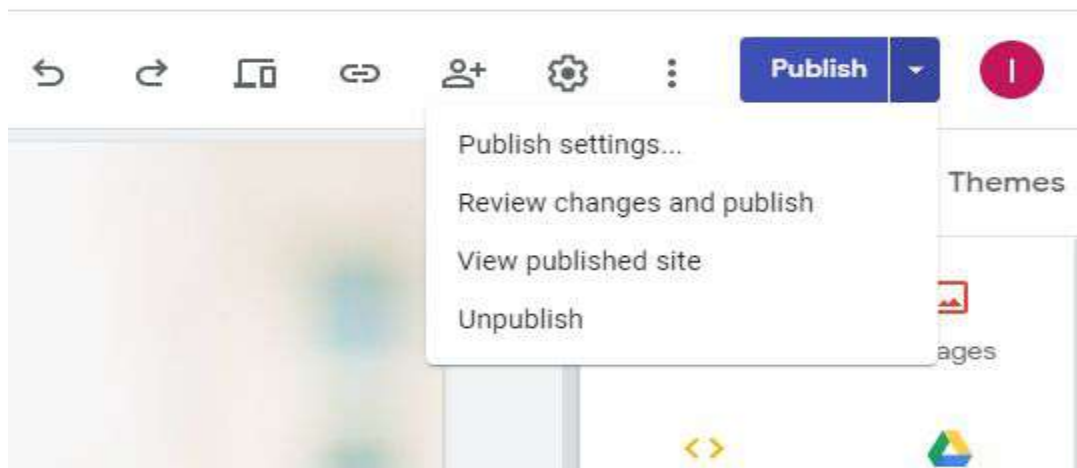 Publish
I
Publish settings...
Review changes and publish
View published site
Unpublish
Themes
ages